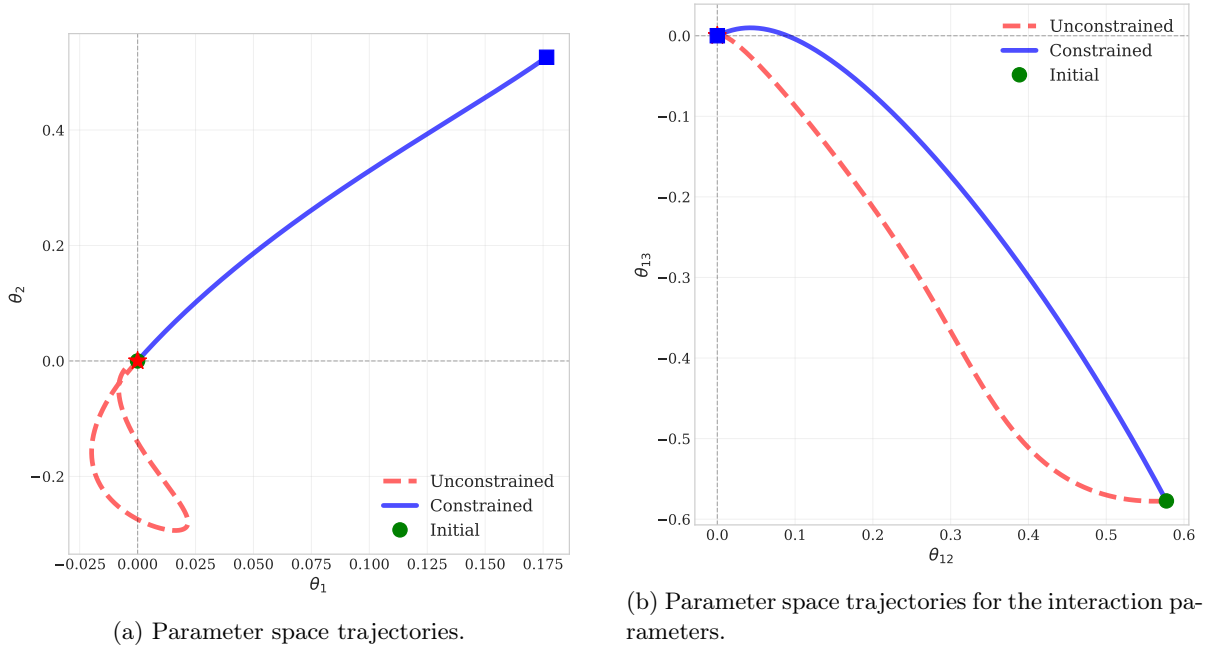 0.4
0.2
0.0
−0.2
θ2
−0.025
0.000
0.025
0.050
0.075
0.100
0.125
0.150
0.175
θ1
Unconstrained
Constrained
Initial
(a) Parameter space trajectories.
0.0
−0.1
−0.2
−0.3
−0.4
−0.5
−0.6
θ13
0.0
0.1
0.2
0.3
0.4
0.5
0.6
θ12
Unconstrained
Constrained
Initial
(b) Parameter space trajectories for the interaction pa-
rameters.